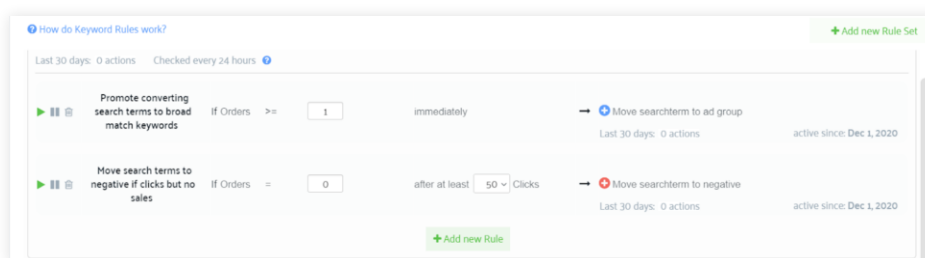 How do Keyword Rules work?
+ Add new Rule Set
Last 30 days: 0 actions Checked every 24 hours
Promote converting
search terms to broad
match keywords
If Orders >= 1 immediately → Move searchterm to ad group
Last 30 days: 0 actions active since: Dec 1, 2020
Move search terms to
negative if clicks but no
sales
If Orders = 0 after at least 50 Clicks → Move searchterm to negative
Last 30 days: 0 actions active since: Dec 1, 2020
+ Add new Rule